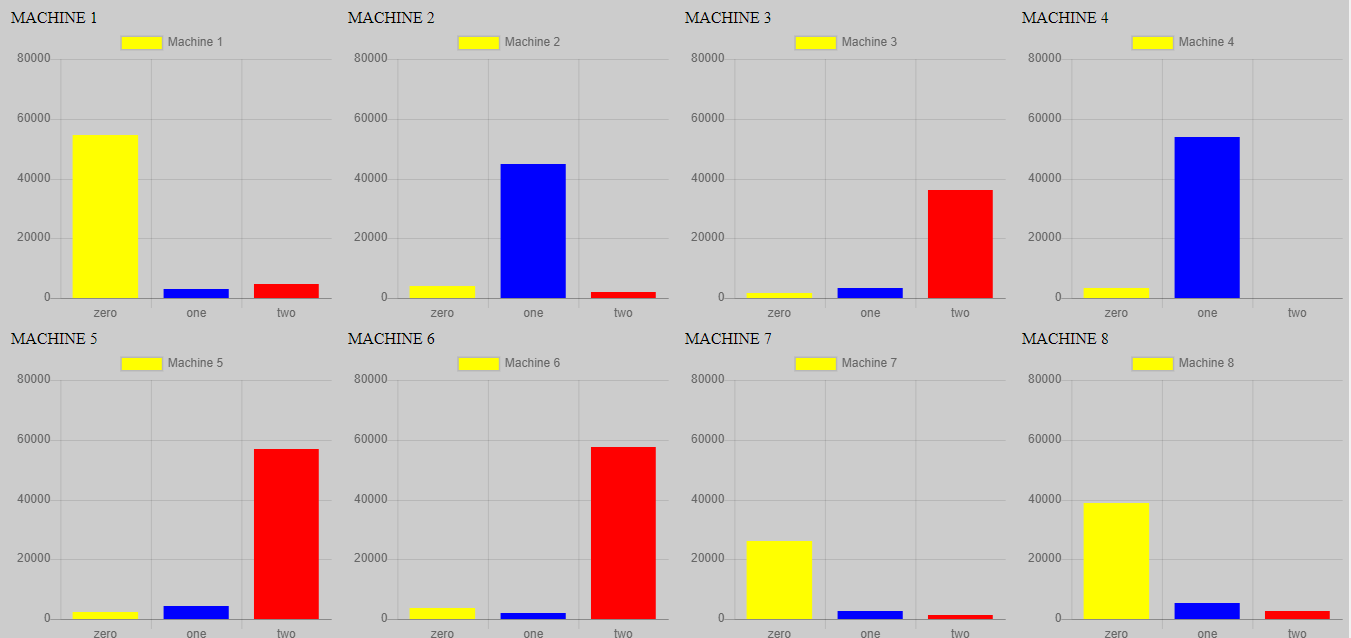 MACHINE 1
Machine 1
80000
60000
40000
20000
0
zero one two
MACHINE 2
Machine 2
80000
60000
40000
20000
0
zero one two
MACHINE 3
Machine 3
80000
60000
40000
20000
0
zero one two
MACHINE 4
Machine 4
80000
60000
40000
20000
0
zero one two
MACHINE 5
Machine 5
80000
60000
40000
20000
0
zero one two
MACHINE 6
Machine 6
80000
60000
40000
20000
0
zero one two
MACHINE 7
Machine 7
80000
60000
40000
20000
0
zero one two
MACHINE 8
Machine 8
80000
60000
40000
20000
0
zero one two